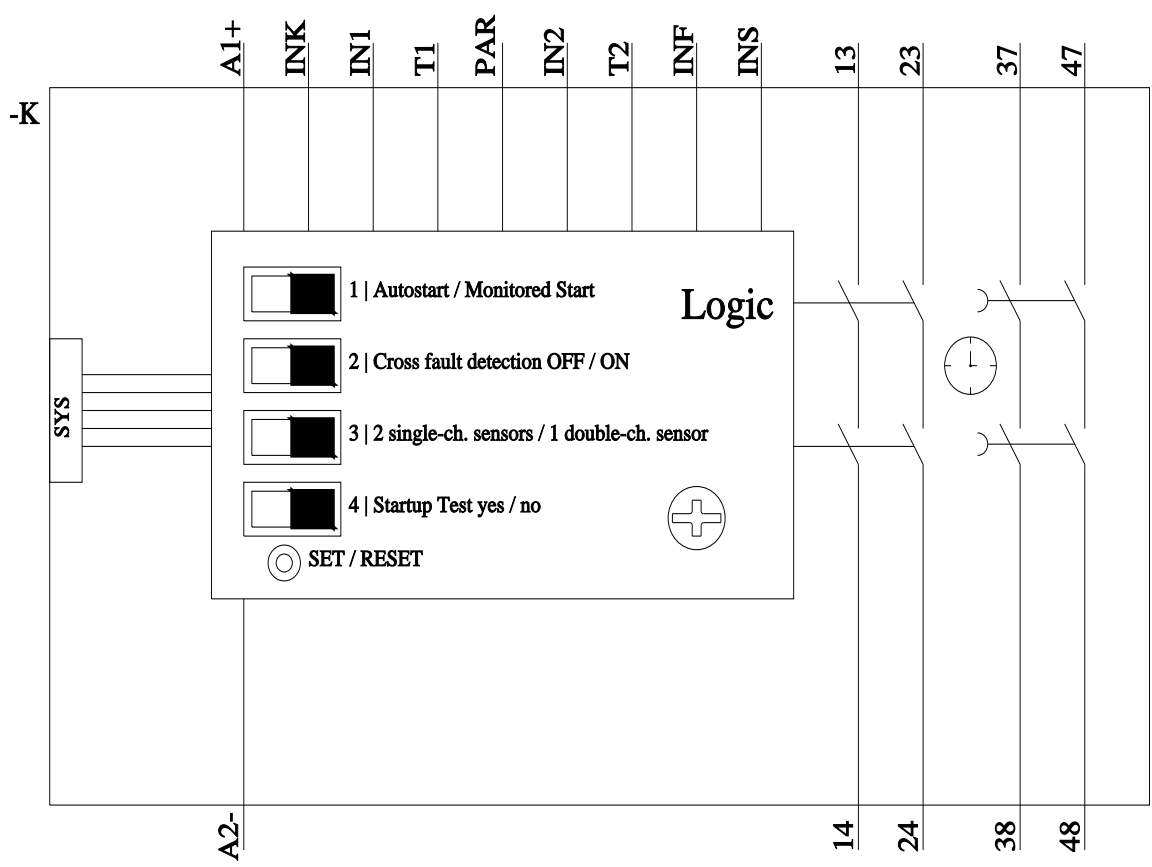 A1+
INK
IN1
T1
PAR
IN2
T2
INF
INS
13
23
37
47
-K
1 | Autostart / Monitored Start
Logic
2 | Cross fault detection OFF / ON
SYS
3 | 2 single-ch. sensors / 1 double-ch. sensor
4 | Startup Test yes / no
SET / RESET
A2-
14
24
38
48